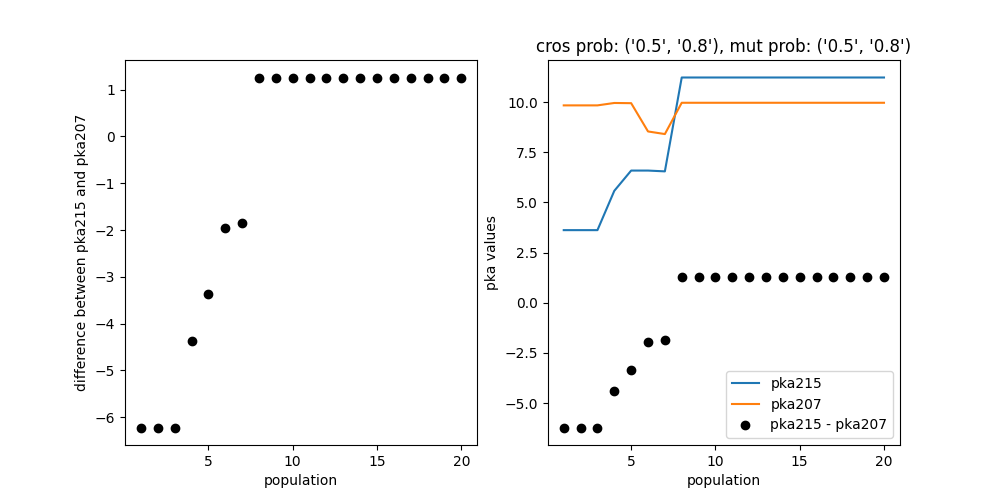 cros prob: ('0.5', '0.8'), mut prob: ('0.5', '0.8')
difference between pka215 and pka207
1
0
−1
−2
−3
−4
−5
−6
5
10
15
20
population
pka values
10.0
7.5
5.0
2.5
0.0
−2.5
−5.0
pka215
pka207
pka215 - pka207
5
10
15
20
population